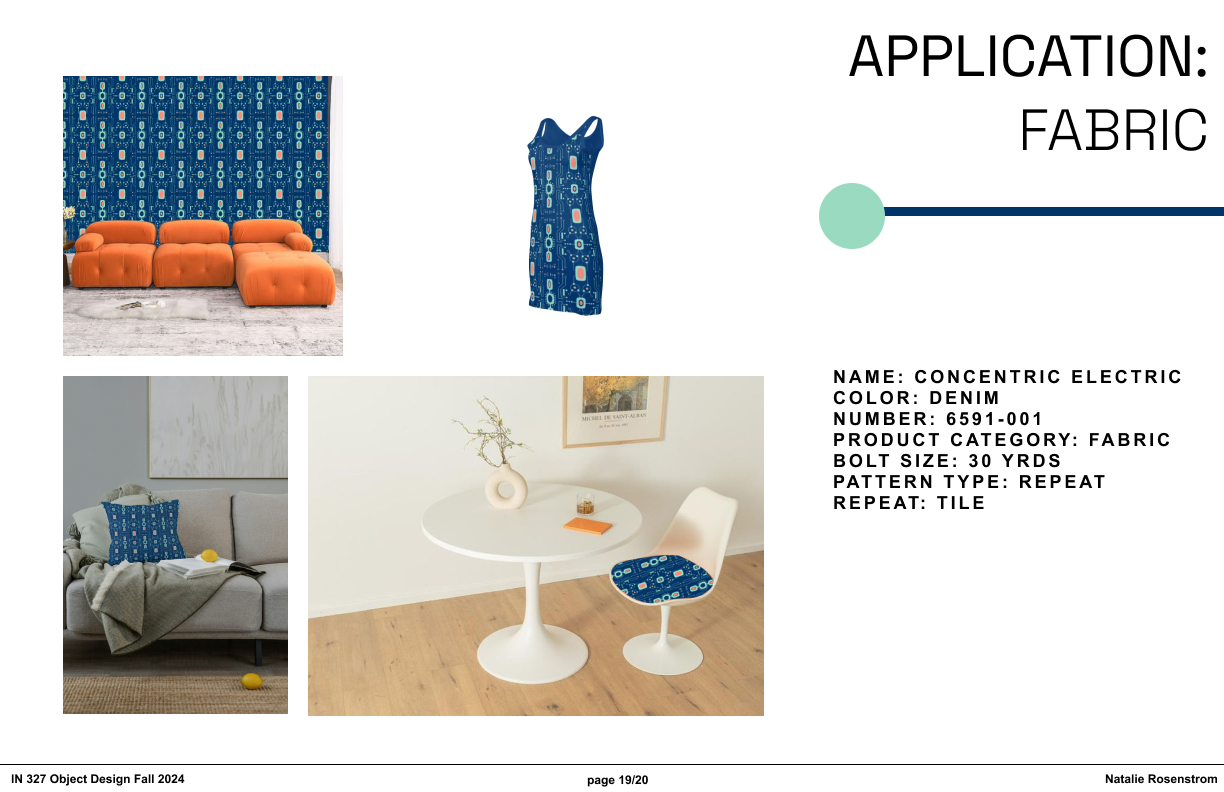 APPLICATION:
FABRIC
MICHEL DE SAINT-ALBAN
NAME: CONCENTRIC ELECTRIC
COLOR: DENIM
NUMBER: 6591-001
PRODUCT CATEGORY: FABRIC
BOLT SIZE: 30 YRDS
PATTERN TYPE: REPEAT
REPEAT: TILE
IN 327 Object Design Fall 2024
page 19/20
Natalie Rosenstrom